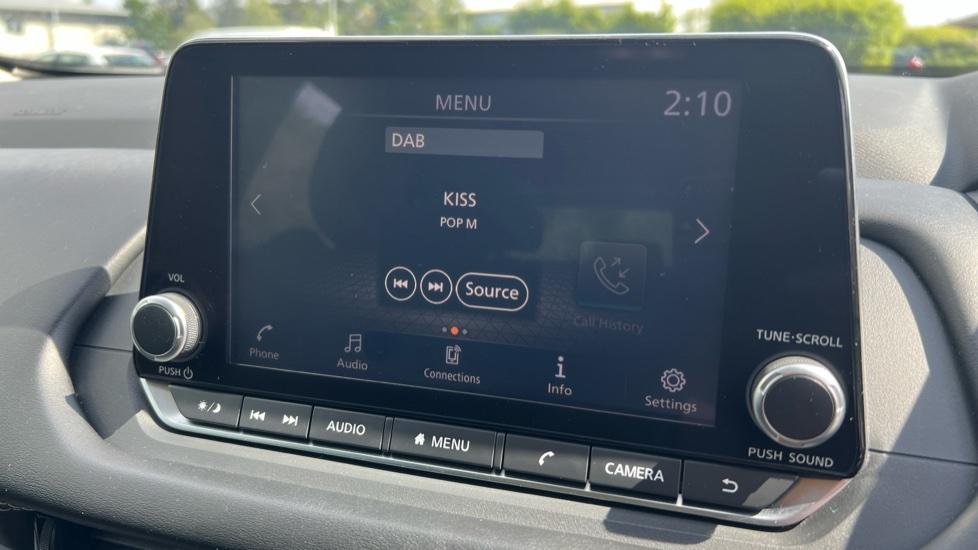 MENU
2:10
DAB
KISS
POP M
Source
Call History
Phone
Audio
Connections
Info
Settings
VOL
PUSH
TUNE·SCROLL
PUSH SOUND
AUDIO
MENU
CAMERA